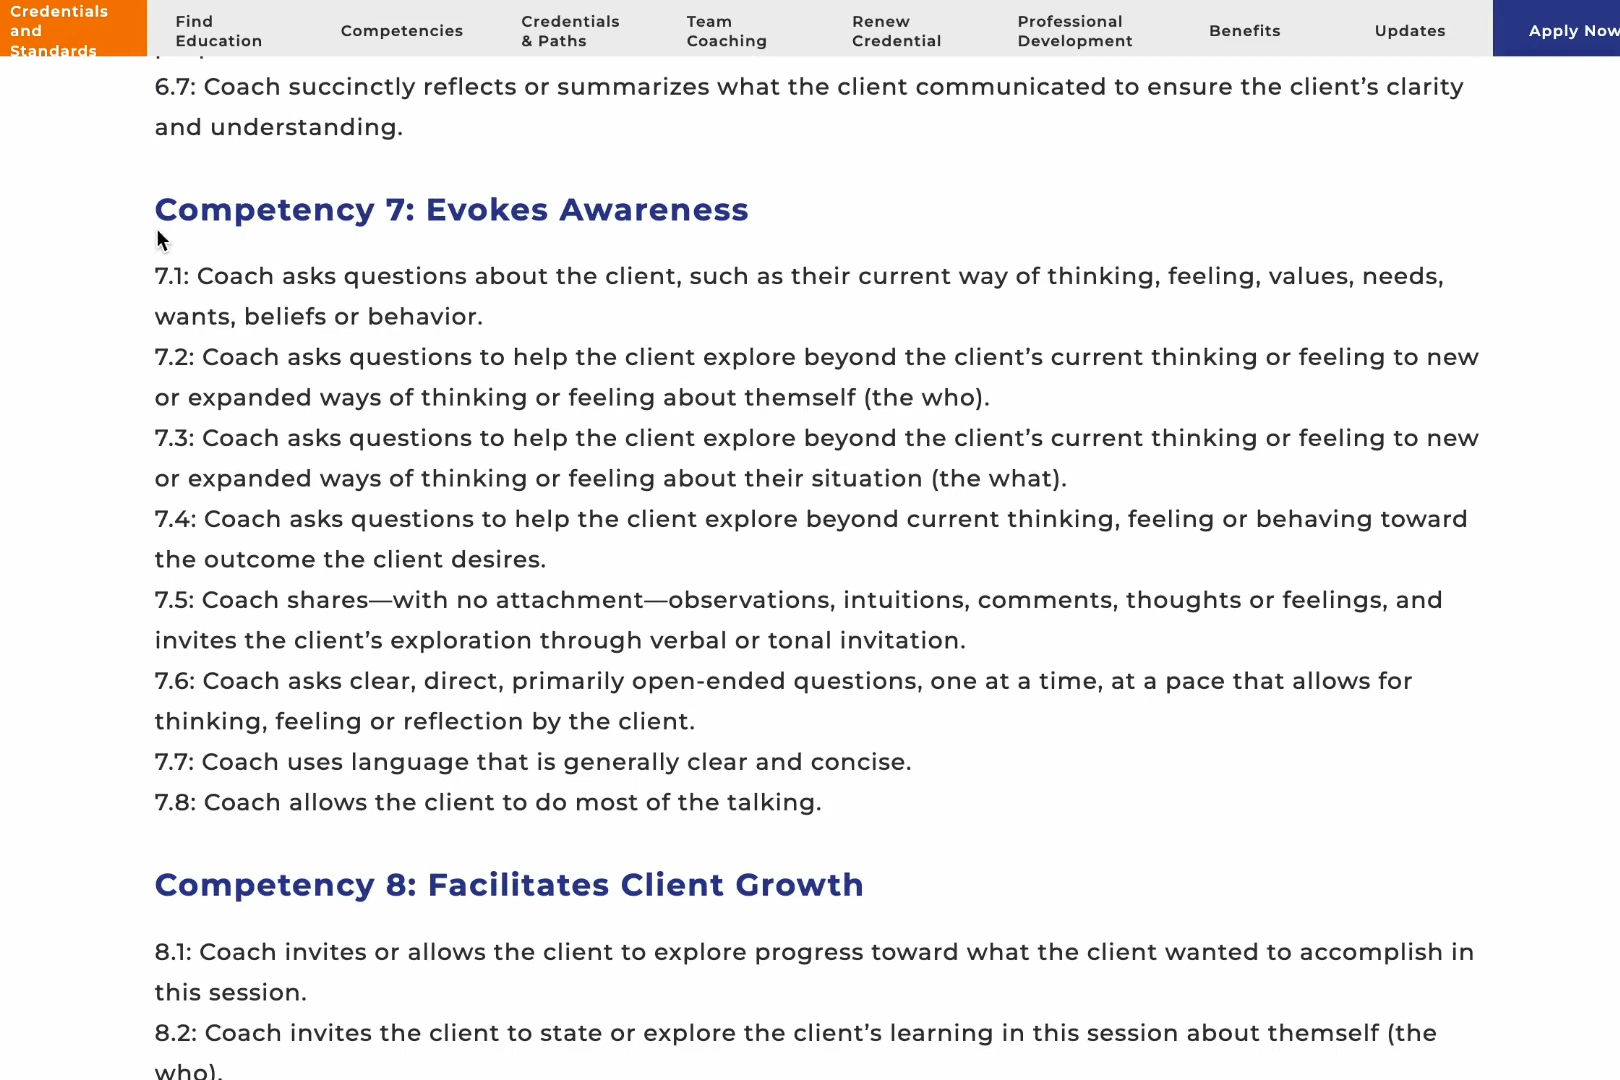 Credentials
and
Standards
Find
Education
Competencies
Credentials
& Paths
Team
Coaching
Renew
Credential
Professional
Development
Benefits
Updates
Apply Now
6.7: Coach succinctly reflects or summarizes what the client communicated to ensure the client’s clarity
and understanding.
Competency 7: Evokes Awareness
7.1: Coach asks questions about the client, such as their current way of thinking, feeling, values, needs,
wants, beliefs or behavior.
7.2: Coach asks questions to help the client explore beyond the client’s current thinking or feeling to new
or expanded ways of thinking or feeling about themself (the who).
7.3: Coach asks questions to help the client explore beyond the client’s current thinking or feeling to new
or expanded ways of thinking or feeling about their situation (the what).
7.4: Coach asks questions to help the client explore beyond current thinking, feeling or behaving toward
the outcome the client desires.
7.5: Coach shares—with no attachment—observations, intuitions, comments, thoughts or feelings, and
invites the client’s exploration through verbal or tonal invitation.
7.6: Coach asks clear, direct, primarily open-ended questions, one at a time, at a pace that allows for
thinking, feeling or reflection by the client.
7.7: Coach uses language that is generally clear and concise.
7.8: Coach allows the client to do most of the talking.
Competency 8: Facilitates Client Growth
8.1: Coach invites or allows the client to explore progress toward what the client wanted to accomplish in
this session.
8.2: Coach invites the client to state or explore the client’s learning in this session about themself (the
who).